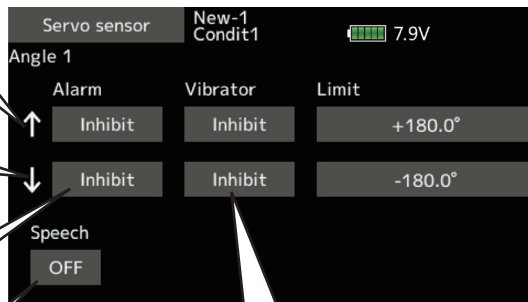 Servo sensor
New-1
Condit1
7.9V
Angle 1
Alarm Vibrator Limit
↑ Inhibit Inhibit +180.0°
↓ Inhibit Inhibit -180.0°
Speech
OFF